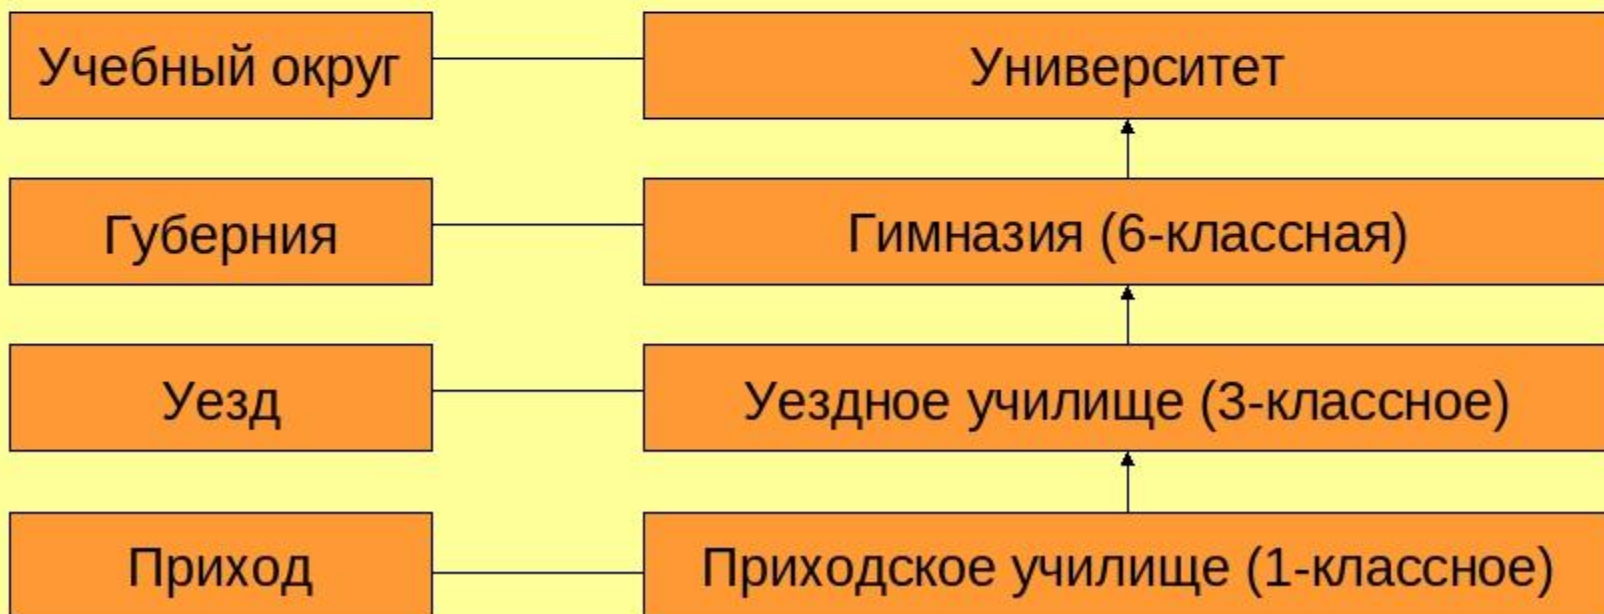 Учебный округ
Университет
Губерния
Гимназия (6-классная)
Уезд
Уездное училище (3-классное)
Приход
Приходское училище (1-классное)